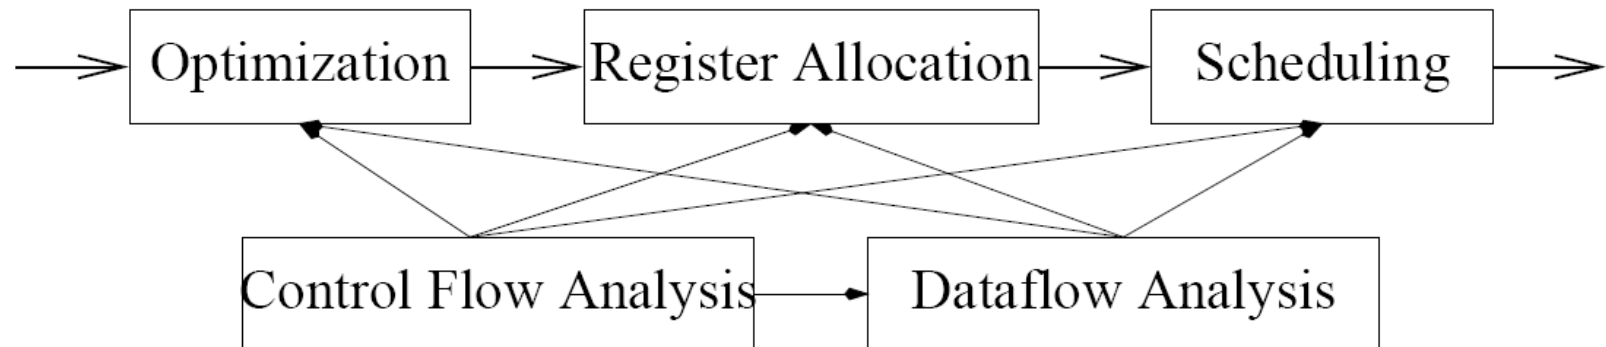 Optimization
Register Allocation
Scheduling
Control Flow Analysis
Dataflow Analysis